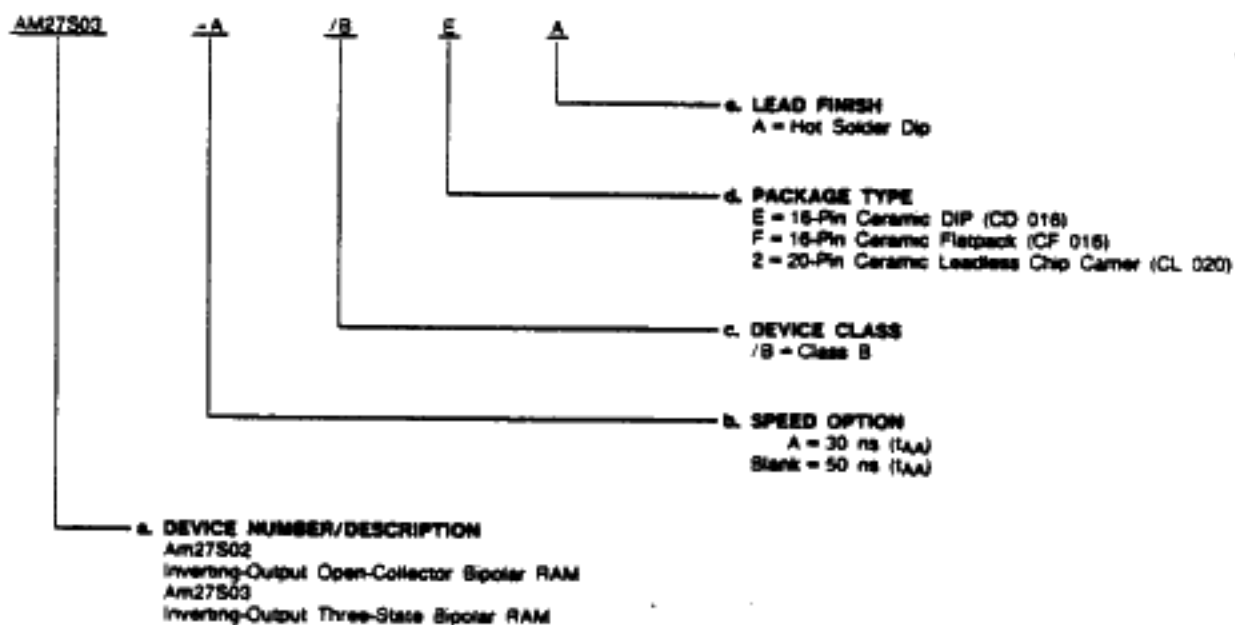 AM27S03 -A /B E A
e. LEAD FINISH
A = Hot Solder Dip
d. PACKAGE TYPE
E = 16-Pin Ceramic DIP (CD 016)
F = 16-Pin Ceramic Flatpack (CF 016)
2 = 20-Pin Ceramic Leadless Chip Carrier (CL 020)
c. DEVICE CLASS
/B = Class B
b. SPEED OPTION
A = 30 ns (tAA)
Blank = 50 ns (tAA)
a. DEVICE NUMBER/DESCRIPTION
Am27S02
Inverting-Output Open-Collector Bipolar RAM
Am27S03
Inverting-Output Three-State Bipolar RAM